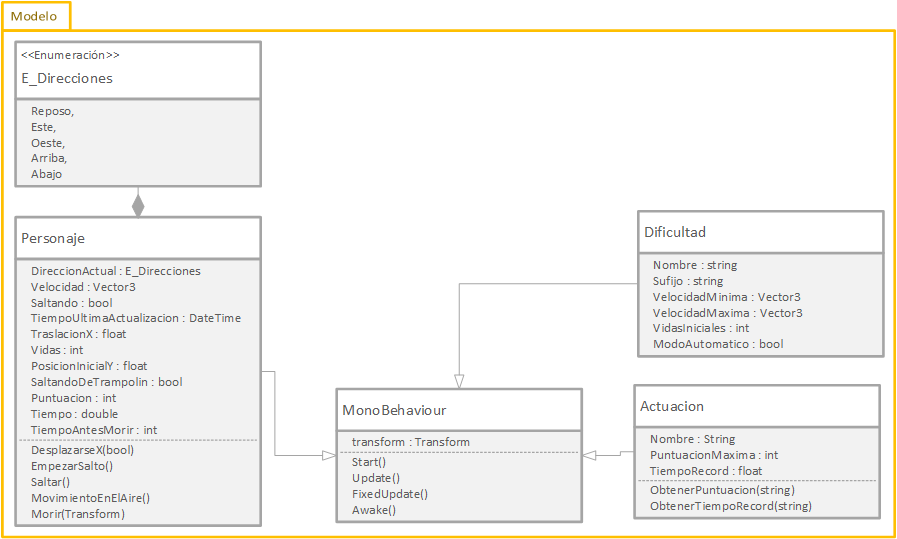 Modelo
<<Enumeración>>
E_Direcciones
Reposo,
Este,
Oeste,
Arriba,
Abajo
Personaje
DireccionActual : E_Direcciones
Velocidad : Vector3
Saltando : bool
TiempoUltimaActualizacion : DateTime
TraslacionX : float
Vidas : int
PosicionInicialY : float
SaltandoDeTrampolin : bool
Puntuacion : int
Tiempo : double
TiempoAntesMorir : int
DesplazarseX(bool)
EmpezarSalto()
Saltar()
MovimientoEnElAire()
Morir(Transform)
MonoBehaviour
transform : Transform
Start()
Update()
FixedUpdate()
Awake()
Dificultad
Nombre : string
Sufijo : string
VelocidadMinima : Vector3
VelocidadMaxima : Vector3
VidasIniciales : int
ModoAutomatico : bool
Actuacion
Nombre : String
PuntuacionMaxima : int
TiempoRecord : float
ObtenerPuntuacion(string)
ObtenerTiempoRecord(string)